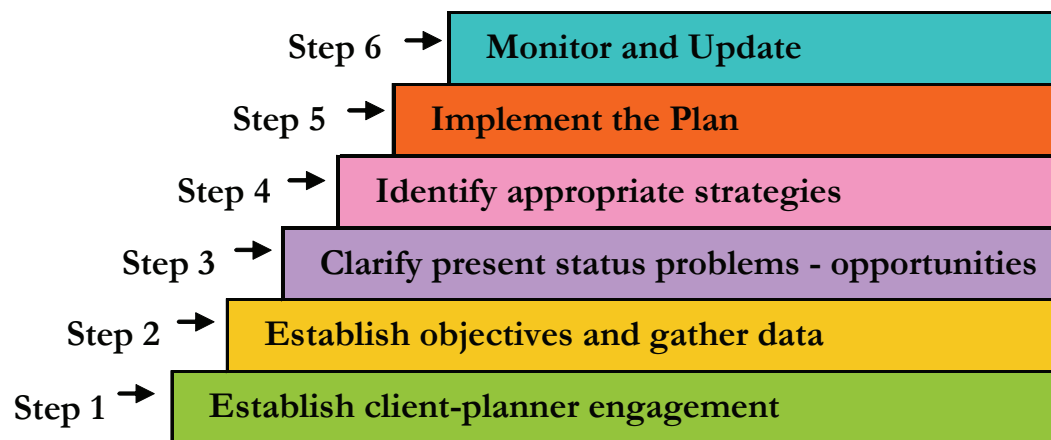 Step 6 Monitor and Update
Step 5 Implement the Plan
Step 4 Identify appropriate strategies
Step 3 Clarify present status problems - opportunities
Step 2 Establish objectives and gather data
Step 1 Establish client-planner engagement